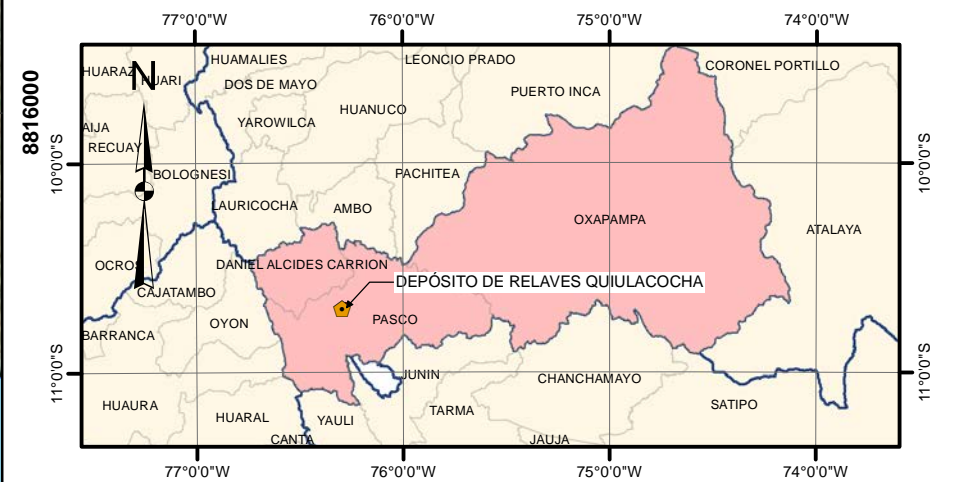 77°0'0"W 76°0'0"W 75°0'0"W 74°0'0"W
8816000
HUARAZ
HUARI
N
HUAMALIES
LEONCIO PRADO
CORONEL PORTILLO
DOS DE MAYO
PUERTO INCA
HUANUCO
YAROWILCA
AIJA
RECUAY
10°0'0"S
10°0'0"S
BOLOGNESI
PACHITEA
LAURICOCHA
AMBO
OXAPAMPA
ATALAYA
OCROS
DANIEL ALCIDES CARRION
DEPÓSITO DE RELAVES QUIULACOCHA
CAJATAMBO
OYON
PASCO
BARRANCA
11°0'0"S
11°0'0"S
JUNIN
CHANCHAMAYO
HUAURA
HUARAL
YAULI
TARMA
SATIPO
CANTA
JAUJA
77°0'0"W 76°0'0"W 75°0'0"W 74°0'0"W